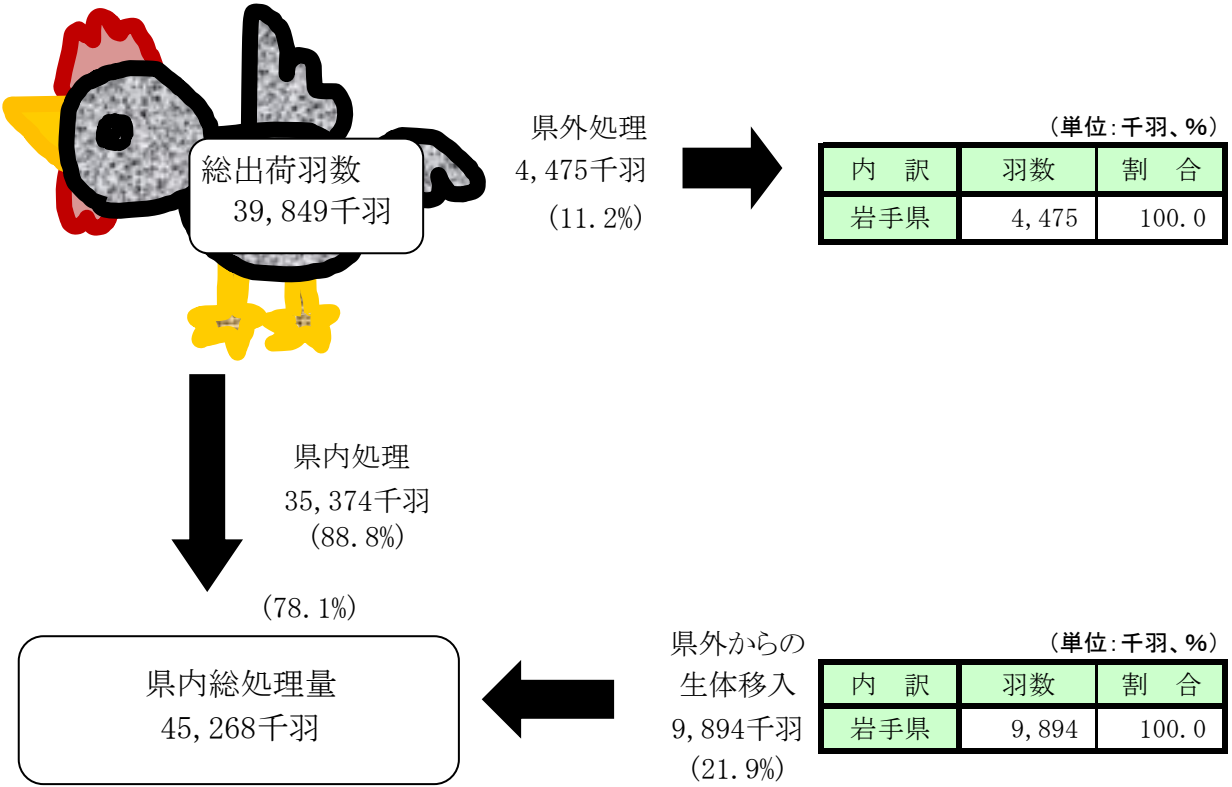 総出荷羽数
39,849千羽
県外処理
4,475千羽
(11.2%)
(単位:千羽、%)
内 訳 羽数 割 合
岩手県 4,475 100.0
県内処理
35,374千羽
(88.8%)
(78.1%)
県内総処理量
45,268千羽
県外からの
生体移入
9,894千羽
(21.9%)
(単位:千羽、%)
内 訳 羽数 割 合
岩手県 9,894 100.0